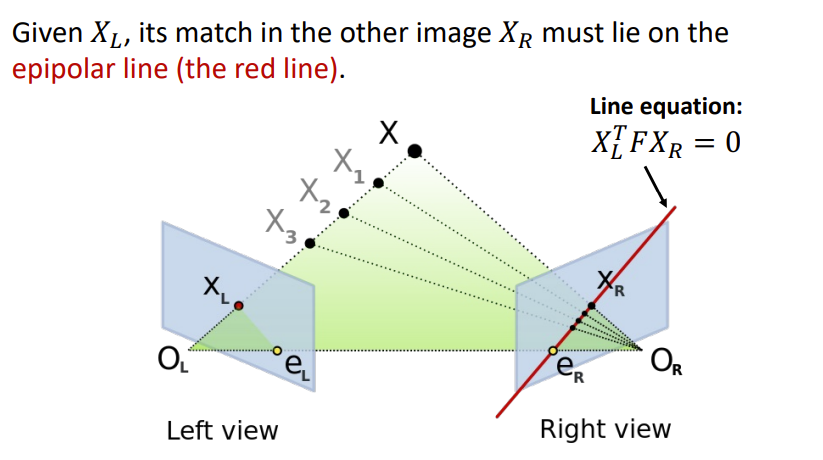 Given X_L, its match in the other image X_R must lie on the
epipolar line (the red line).
Line equation:
X_L^T F X_R = 0
X
X_1
X_2
X_3
X_L
X_R
O_L
e_L
e_R
O_R
Left view
Right view